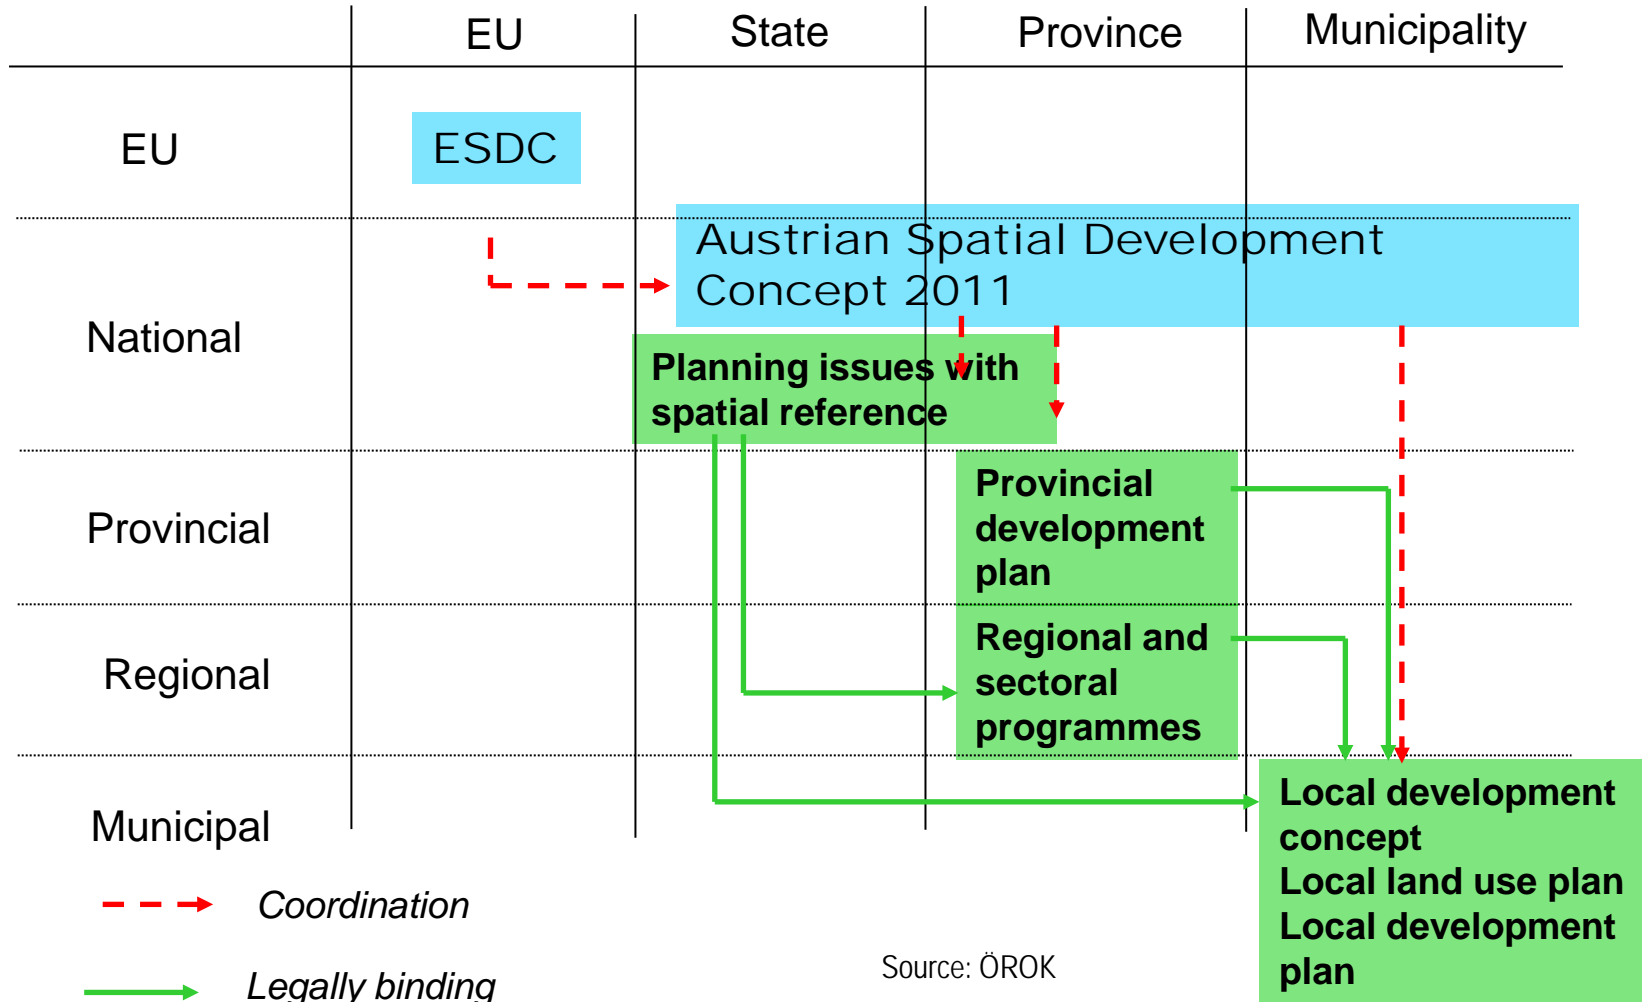 EU State Province Municipality
EU ESDC
Austrian Spatial Development
Concept 2011
National
Planning issues with
spatial reference
Provincial
Provincial
development
plan
Regional
Regional and
sectoral
programmes
Municipal
Local development
concept
Local land use plan
Local development
plan
Coordination
Legally binding
Source: ÖROK